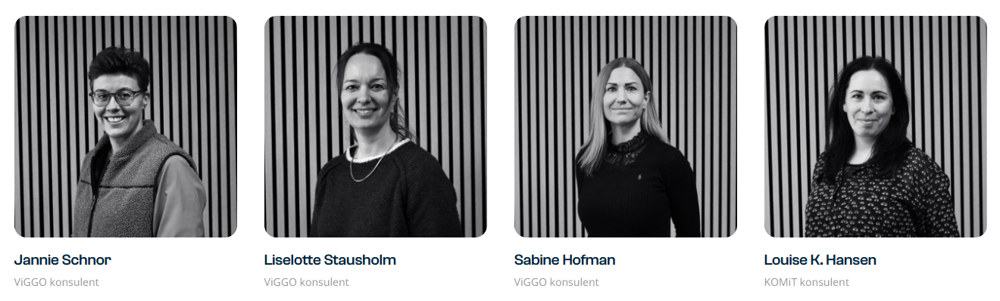 Jannie Schnor
ViGGO konsulent
Liselotte Stausholm
ViGGO konsulent
Sabine Hofman
ViGGO konsulent
Louise K. Hansen
KOMiT konsulent